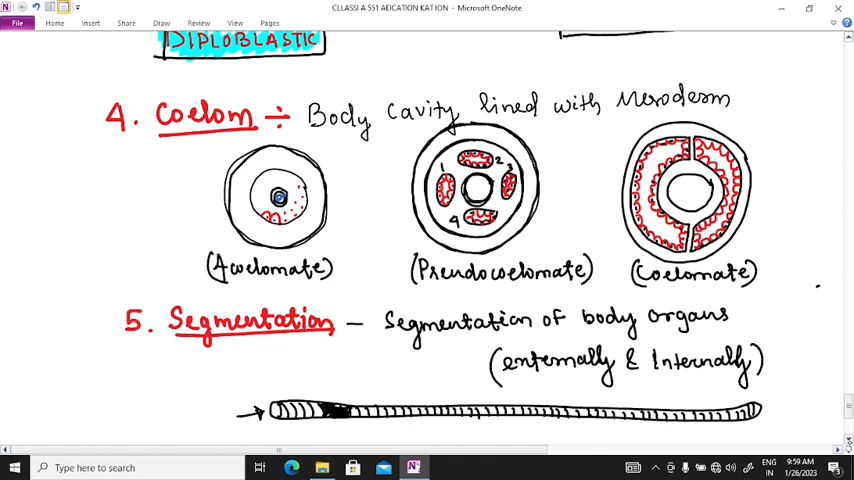 CLLASSI A 551 AEICATION KATION - Microsoft OneNote
File Home Insert Share Draw Review View Pages
DIPLOBLASTIC
4. Coelom ÷ Body Cavity lined with Mesoderm
1 2 3 4
(Acoelomate) (Pseudocoelomate) (Coelomate)
5. Segmentation – Segmentation of body organs
(enternally & Internally)
Type here to search
ENG
IN
9:59 AM
1/26/2023
3